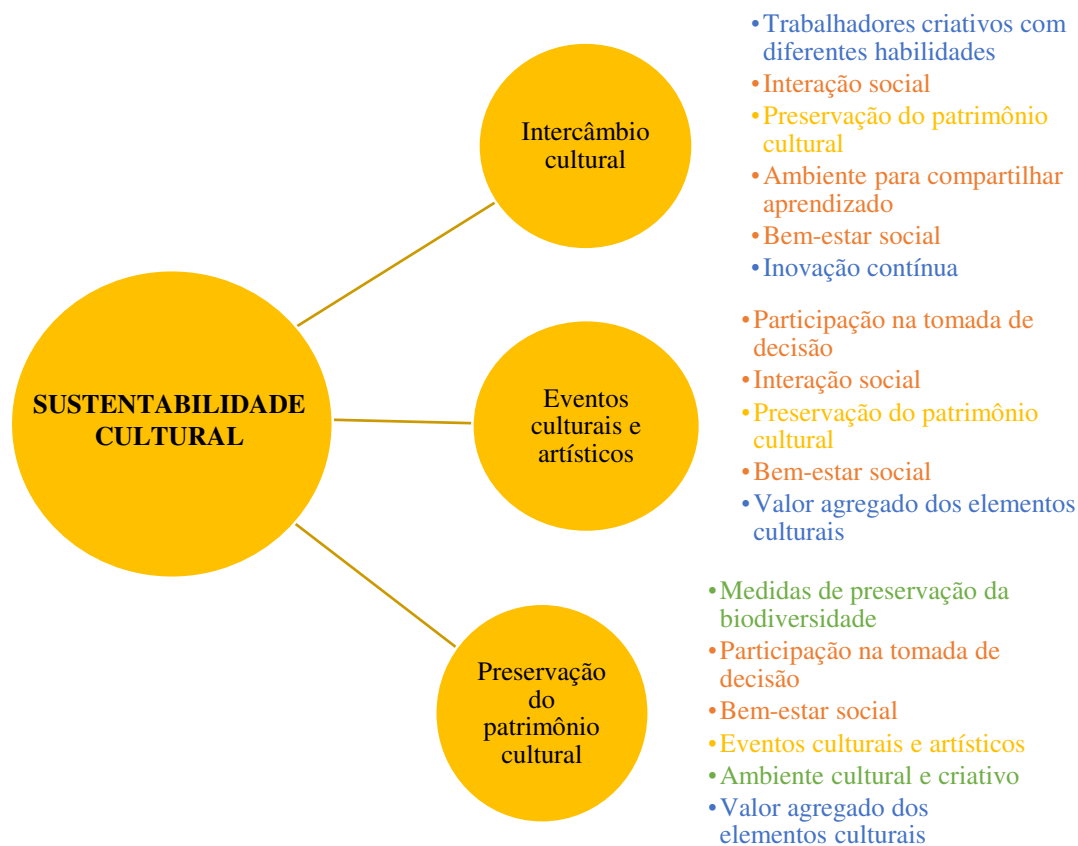 SUSTENTABILIDADE
CULTURAL
Intercâmbio
cultural
•Trabalhadores criativos com
diferentes habilidades
•Interação social
•Preservação do patrimônio
cultural
•Ambiente para compartilhar
aprendizado
•Bem-estar social
•Inovação contínua
Eventos
culturais e
artísticos
•Participação na tomada de
decisão
•Interação social
•Preservação do patrimônio
cultural
•Bem-estar social
•Valor agregado dos elementos
culturais
Preservação
do
patrimônio
cultural
•Medidas de preservação da
biodiversidade
•Participação na tomada de
decisão
•Bem-estar social
•Eventos culturais e artísticos
•Ambiente cultural e criativo
•Valor agregado dos
elementos culturais